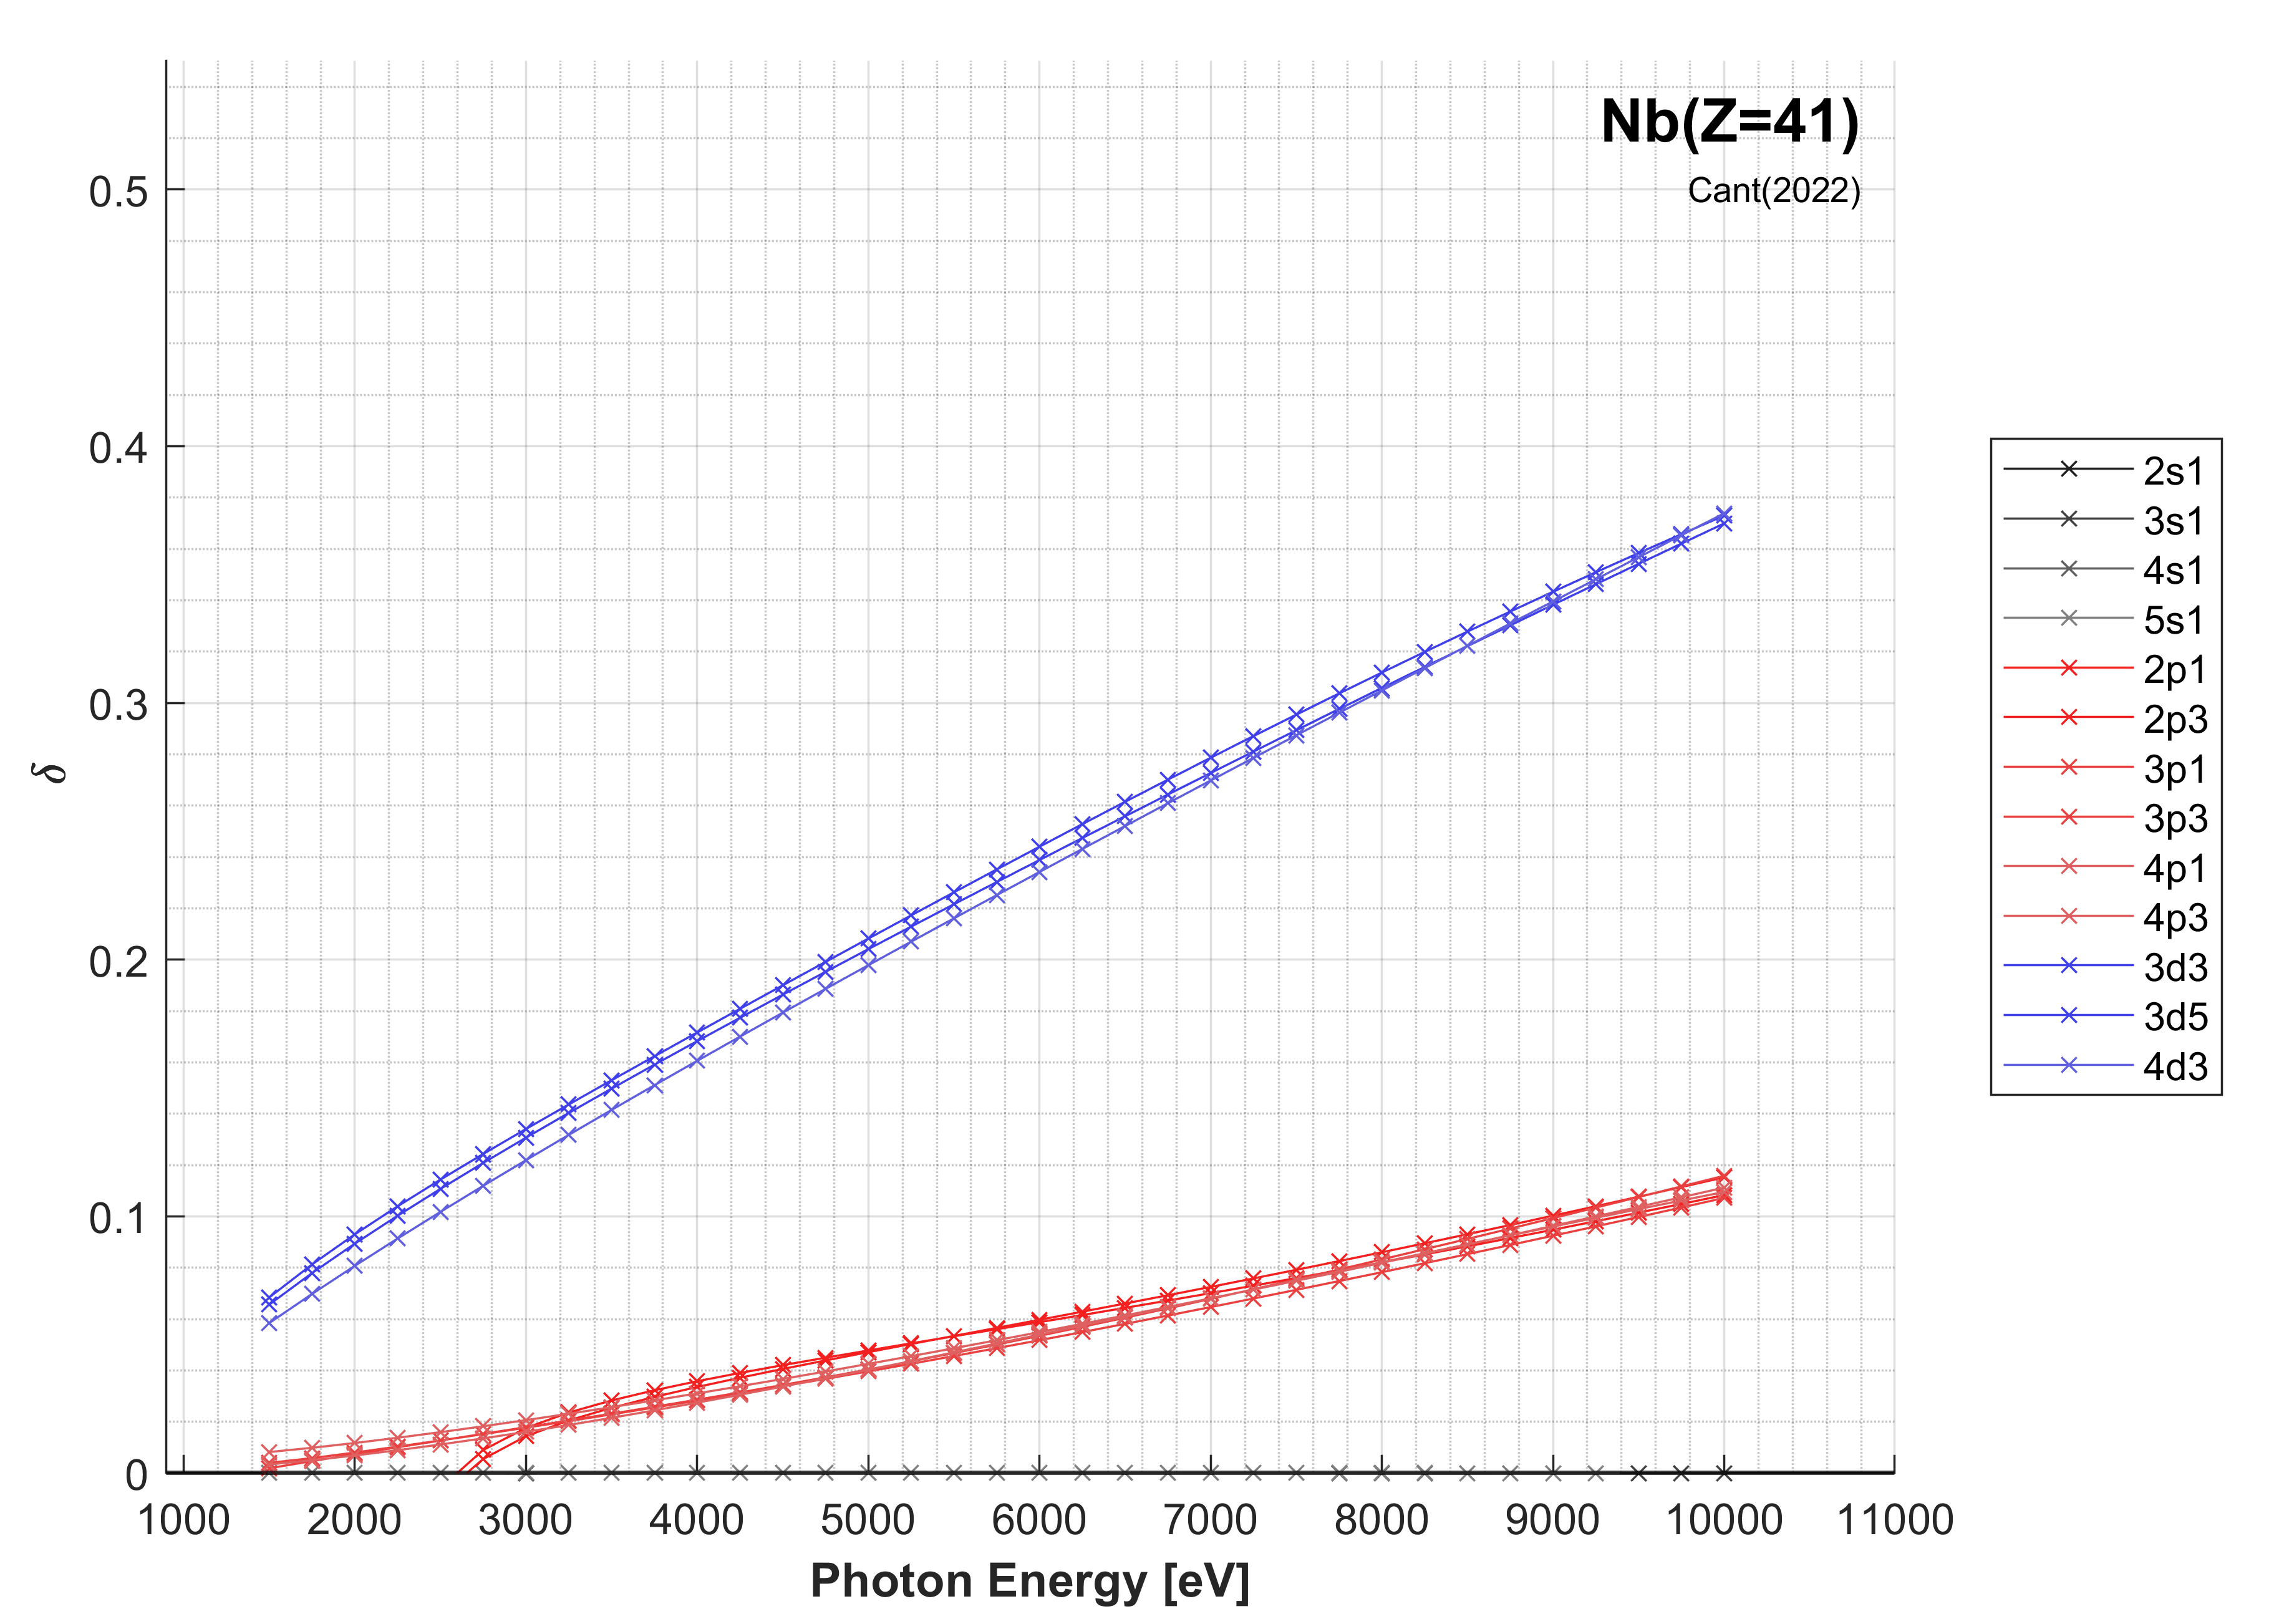 Nb(Z=41)
Cant(2022)
0.5
0.4
0.3
0.2
0.1
0
δ
1000 2000 3000 4000 5000 6000 7000 8000 9000 10000 11000
Photon Energy [eV]
2s1
3s1
4s1
5s1
2p1
2p3
3p1
3p3
4p1
4p3
3d3
3d5
4d3